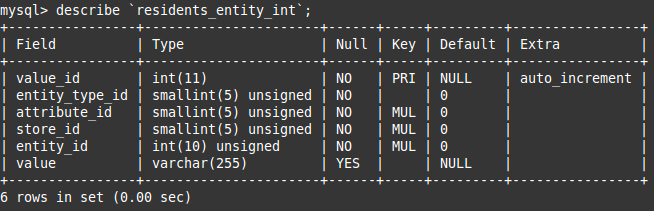 mysql> describe `residents_entity_int`;
+----------------+----------------------+------+-----+---------+----------------+
| Field          | Type                 | Null | Key | Default | Extra          |
+----------------+----------------------+------+-----+---------+----------------+
| value_id       | int(11)              | NO   | PRI | NULL    | auto_increment |
| entity_type_id | smallint(5) unsigned | NO   |     | 0       |                |
| attribute_id   | smallint(5) unsigned | NO   | MUL | 0       |                |
| store_id       | smallint(5) unsigned | NO   | MUL | 0       |                |
| entity_id      | int(10) unsigned     | NO   | MUL | 0       |                |
| value          | varchar(255)         | YES  |     | NULL    |                |
+----------------+----------------------+------+-----+---------+----------------+
6 rows in set (0.00 sec)